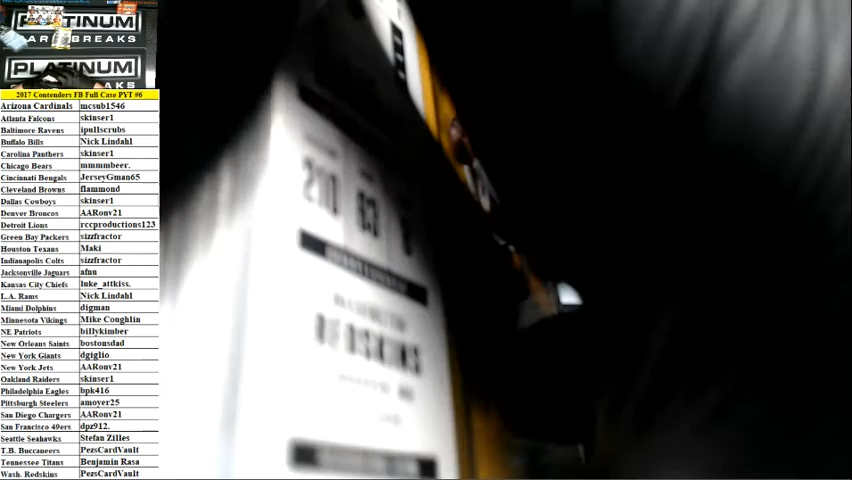 PLATINUM
CARD BREAKS
PLATINUM
2017 Contenders FB Full Case PYT #6
Arizona Cardinals mcsub1546
Atlanta Falcons skinser1
Baltimore Ravens ipullscrubs
Buffalo Bills Nick Lindahl
Carolina Panthers skinser1
Chicago Bears mmmmbeer.
Cincinnati Bengals JerseyGman65
Cleveland Browns flammond
Dallas Cowboys skinser1
Denver Broncos AARonv21
Detroit Lions rccproductions123
Green Bay Packers sizzfractor
Houston Texans Maki
Indianapolis Colts sizzfractor
Jacksonville Jaguars afnu
Kansas City Chiefs luke_attkiss.
L.A. Rams Nick Lindahl
Miami Dolphins digman
Minnesota Vikings Mike Coughlin
NE Patriots billykimber
New Orleans Saints bostonsdad
New York Giants dgiglio
New York Jets AARonv21
Oakland Raiders skinser1
Philadelphia Eagles bpk416
Pittsburgh Steelers amoyer25
San Diego Chargers AARonv21
San Francisco 49ers dpz912.
Seattle Seahawks Stefan Zilles
T.B. Buccaneers PezsCardVault
Tennessee Titans Benjamin Rasa
Wash. Redskins PezsCardVault
210 63
WASHINGTON
REDSKINS